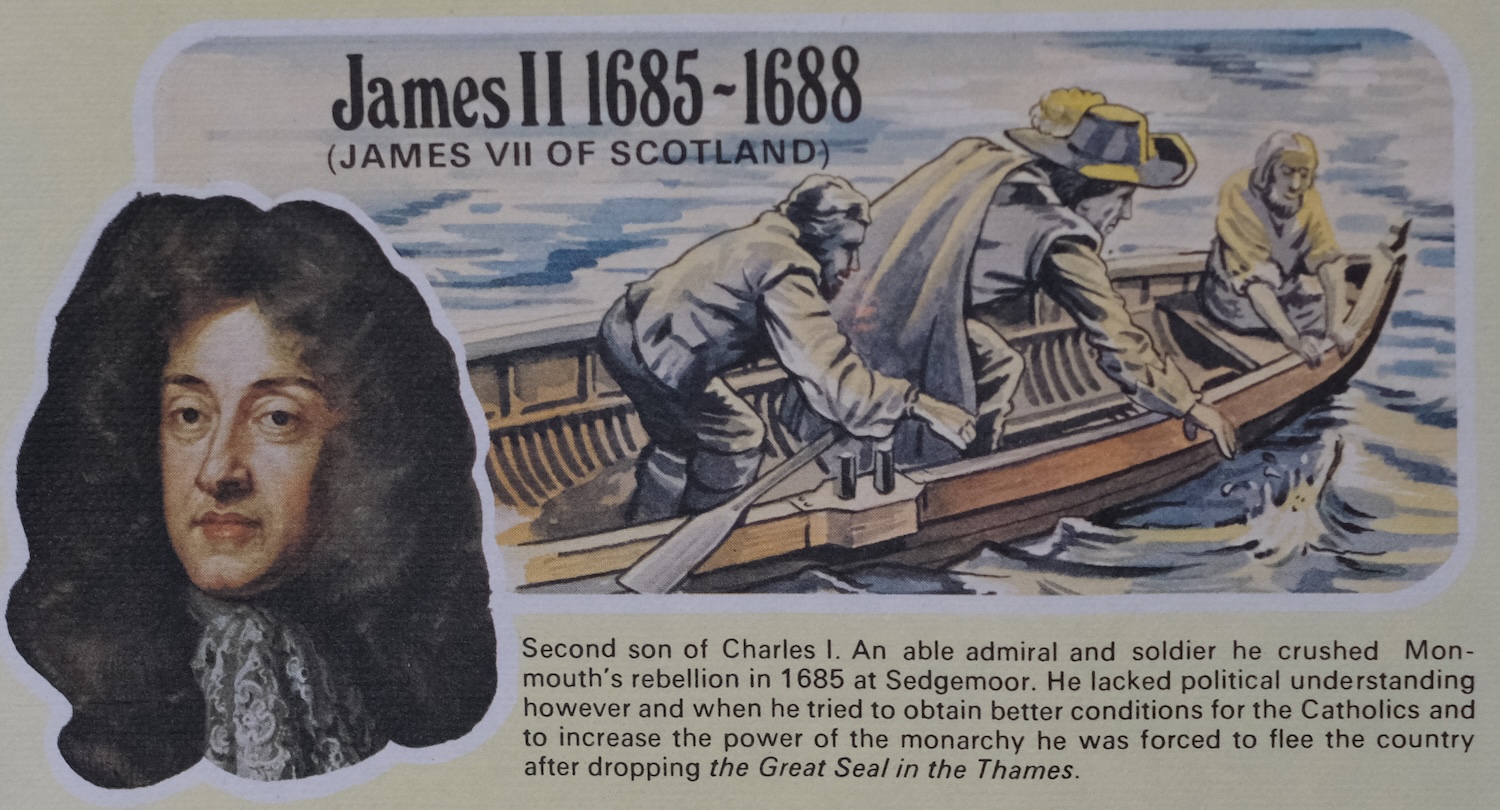 James II 1685~1688
(JAMES VII OF SCOTLAND)
Second son of Charles I. An able admiral and soldier he crushed Mon-
mouth's rebellion in 1685 at Sedgemoor. He lacked political understanding
however and when he tried to obtain better conditions for the Catholics and
to increase the power of the monarchy he was forced to flee the country
after dropping the Great Seal in the Thames.